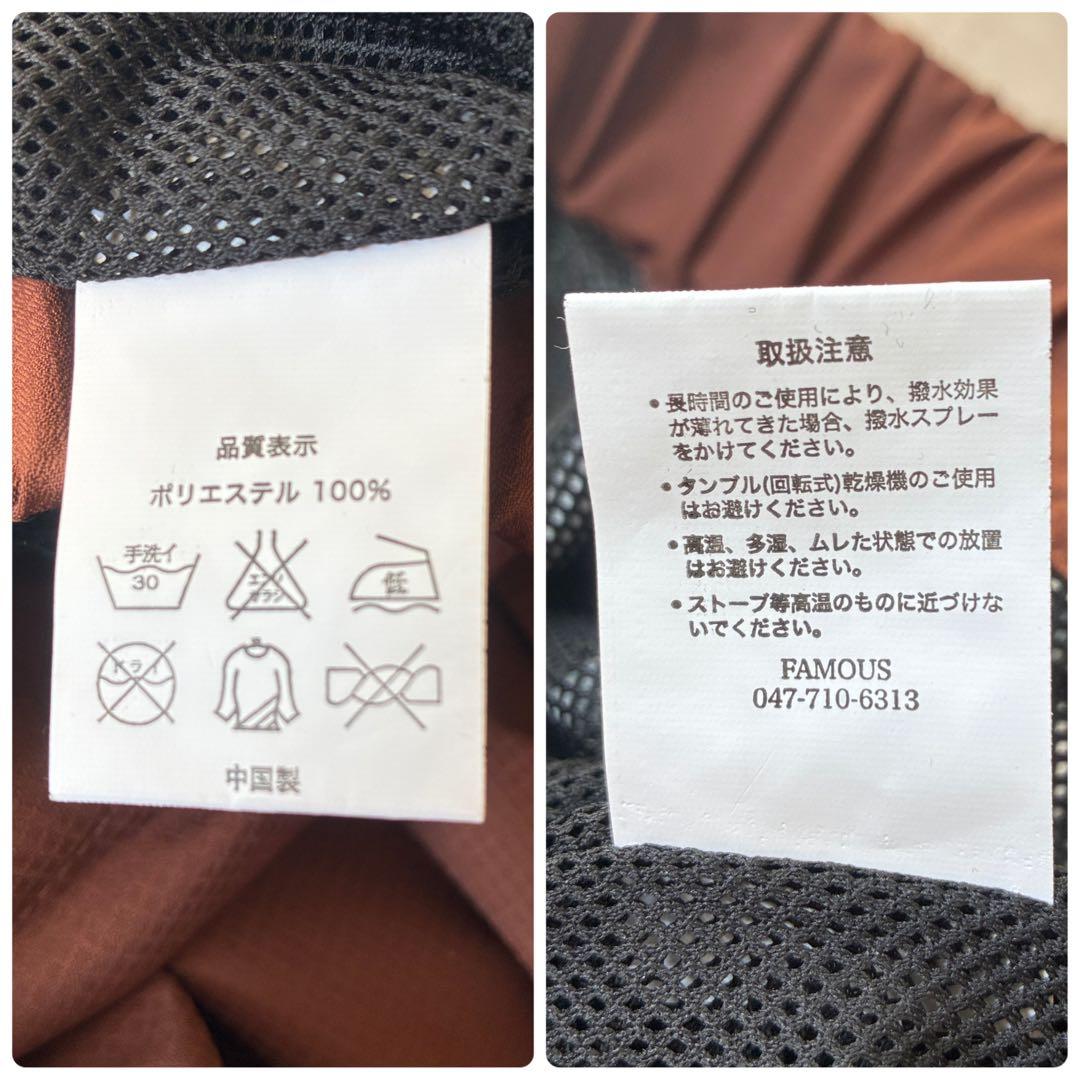 品質表示
ポリエステル 100%
手洗イ
30
エンソ
サラシ
低
ドライ
中国製
取扱注意
・長時間のご使用により、撥水効果
が薄れてきた場合、撥水スプレー
をかけてください。
・タンブル(回転式)乾燥機のご使用
はお避けください。
・高温、多湿、ムレた状態での放置
はお避けください。
・ストーブ等高温のものに近づけな
いでください。
FAMOUS
047-710-6313